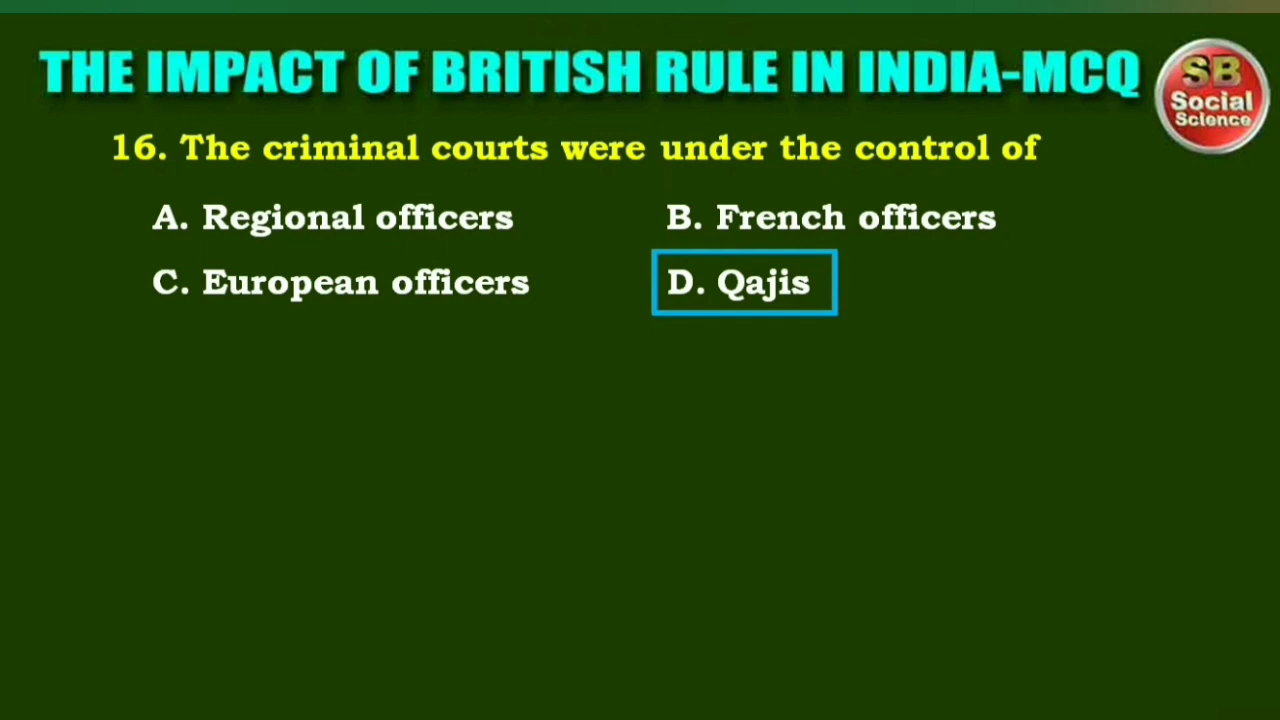 THE IMPACT OF BRITISH RULE IN INDIA-MCQ
SB
Social
Science
16. The criminal courts were under the control of
A. Regional officers
B. French officers
C. European officers
D. Qajis